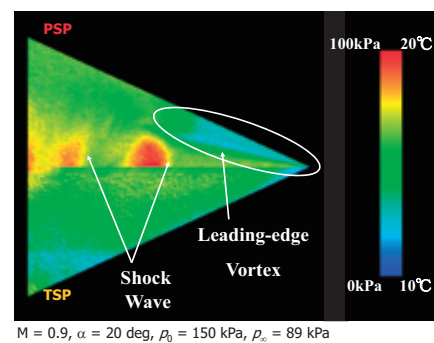 PSP
100kPa 20℃
Leading-edge
Vortex
Shock
Wave
0kPa 10℃
TSP
M = 0.9, α = 20 deg, p₀ = 150 kPa, p∞ = 89 kPa